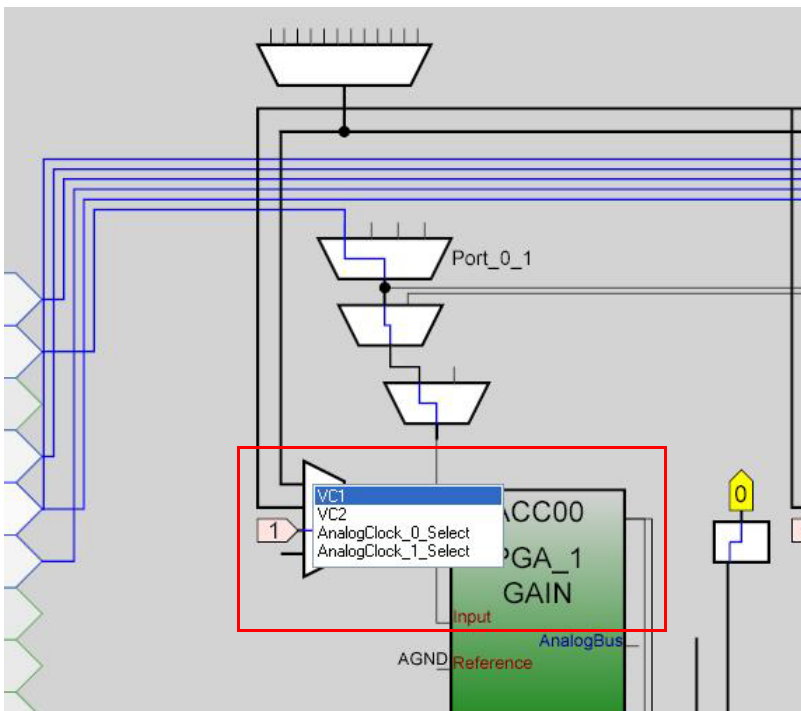 Port_0_1
VC1
VC2
AnalogClock_0_Select
AnalogClock_1_Select
1
ACC00
PGA_1
GAIN
Input
AnalogBus
AGND
Reference
0